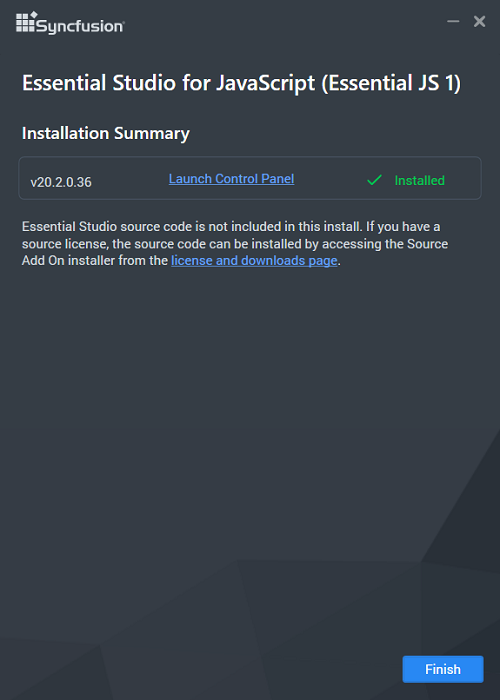 Syncfusion®
Essential Studio for JavaScript (Essential JS 1)
Installation Summary
v20.2.0.36 Launch Control Panel Installed
Essential Studio source code is not included in this install. If you have a
source license, the source code can be installed by accessing the Source
Add On installer from the license and downloads page.
Finish